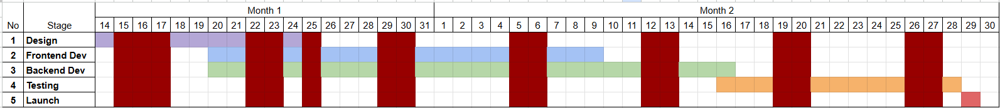 Month 1 Month 2
No Stage 14 15 16 17 18 19 20 21 22 23 24 25 26 27 28 29 30 31 1 2 3 4 5 6 7 8 9 10 11 12 13 14 15 16 17 18 19 20 21 22 23 24 25 26 27 28 29 30
1 Design
2 Frontend Dev
3 Backend Dev
4 Testing
5 Launch